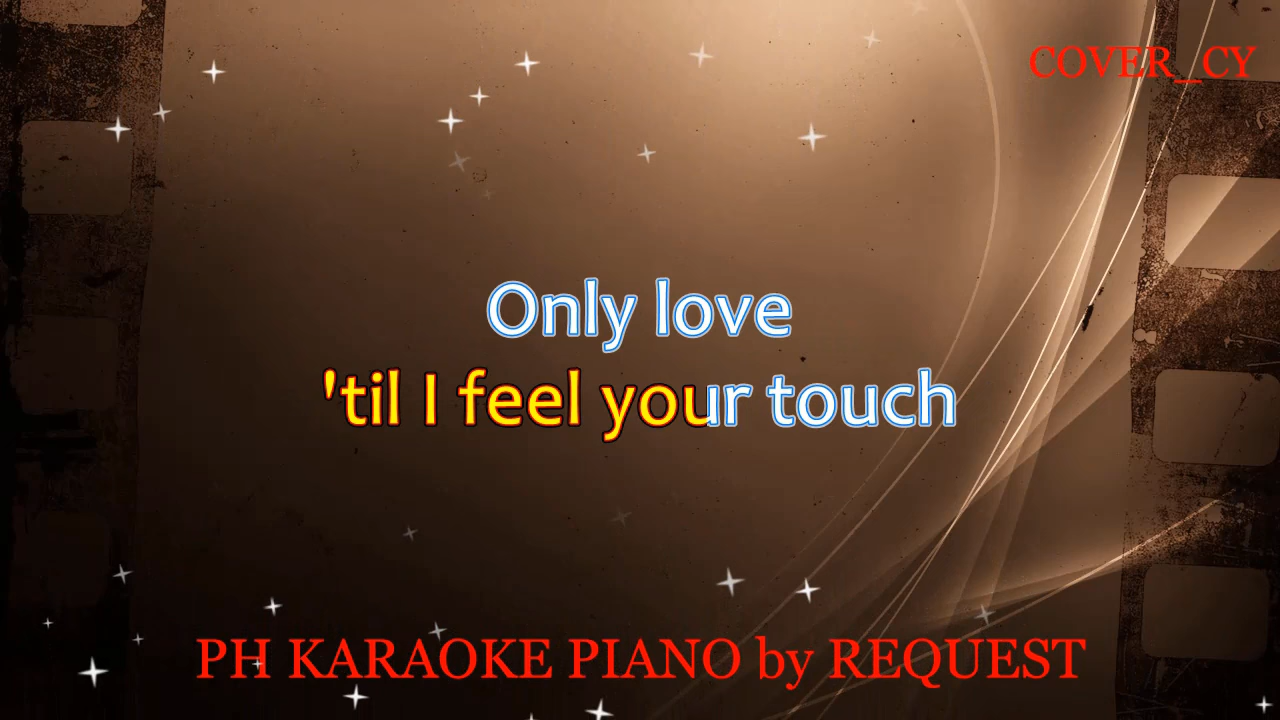 COVER_CY
Only love
'til I feel your touch
PH KARAOKE PIANO by REQUEST